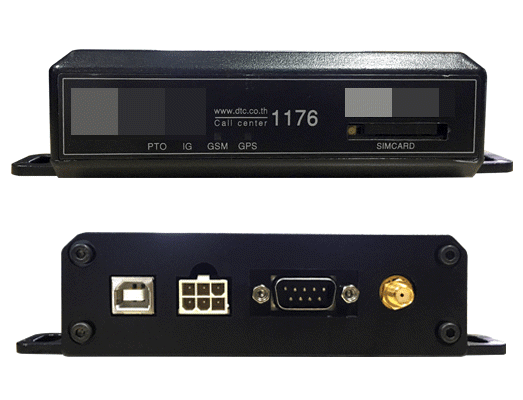 www.dtc.co.th
Call center 1176
PTO IG GSM GPS
SIMCARD